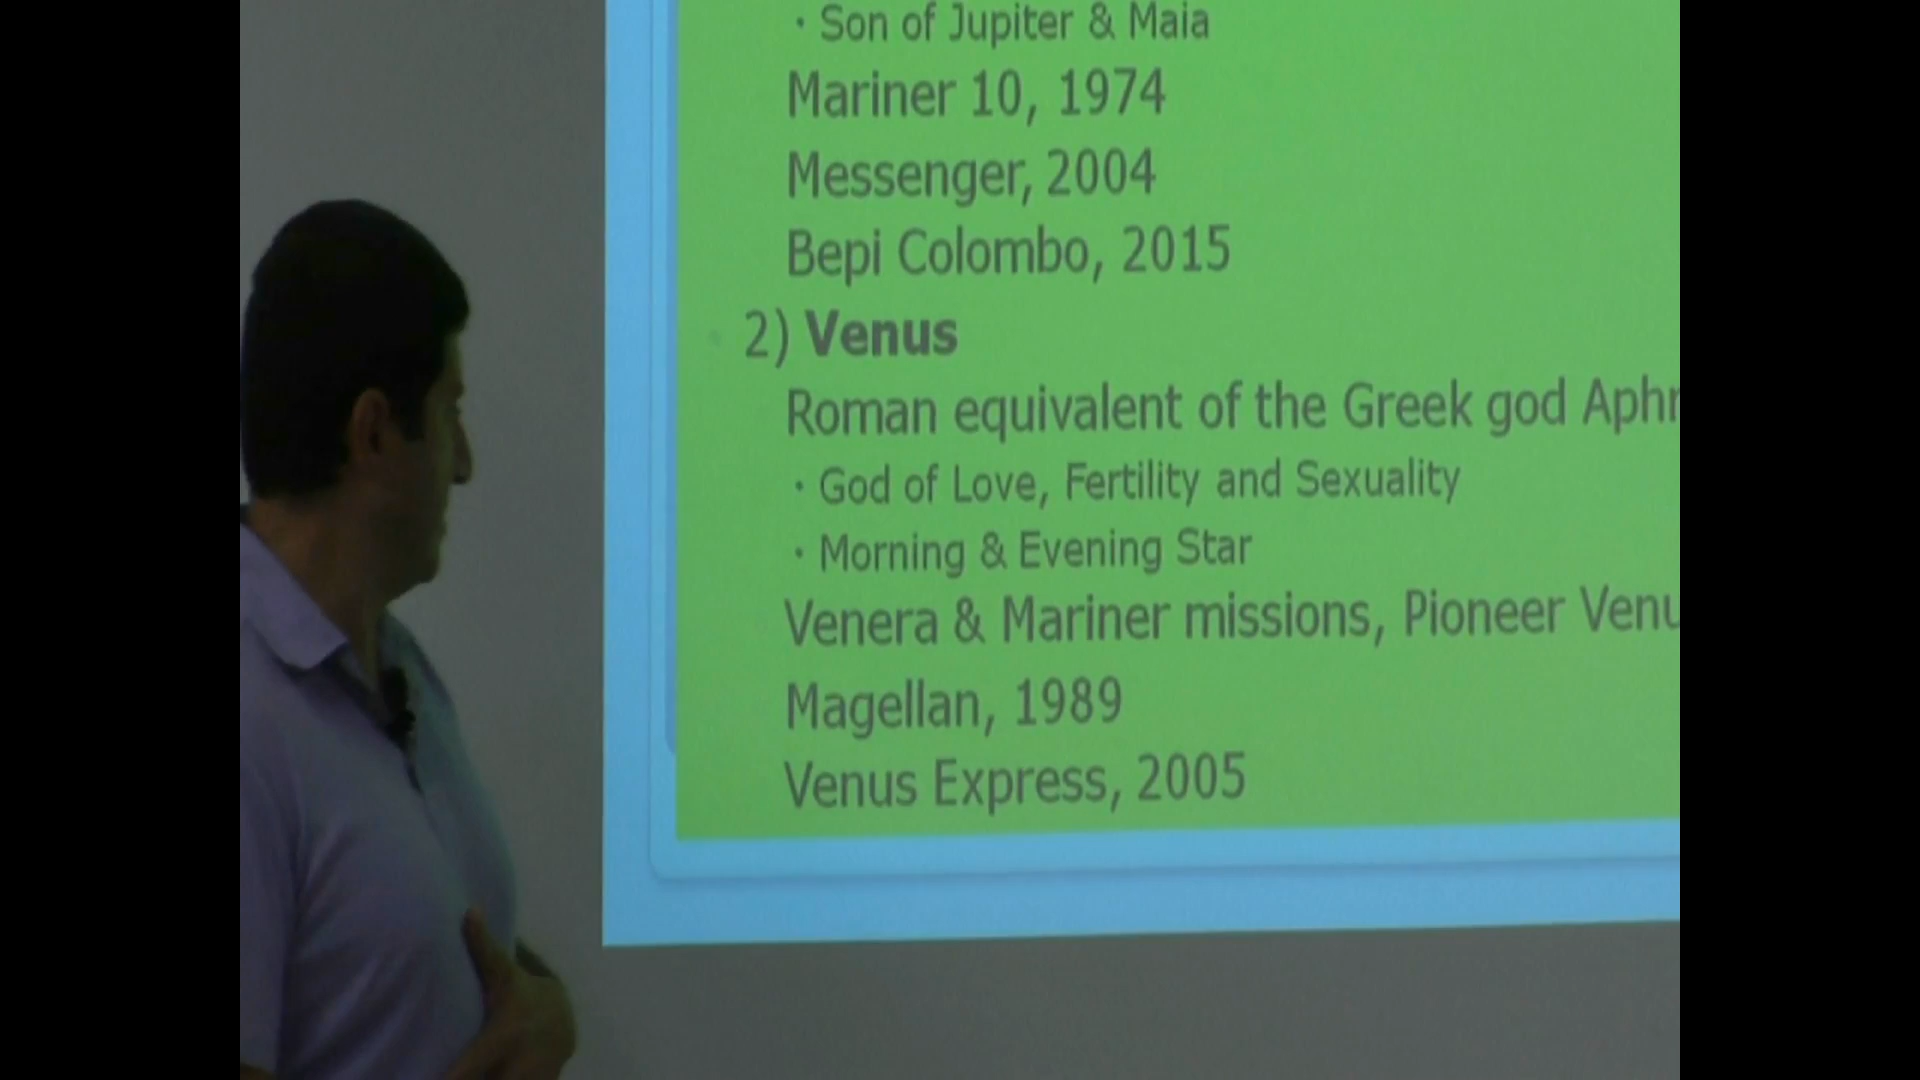 · Son of Jupiter & Maia
Mariner 10, 1974
Messenger, 2004
Bepi Colombo, 2015
2) Venus
Roman equivalent of the Greek god Aphr
· God of Love, Fertility and Sexuality
· Morning & Evening Star
Venera & Mariner missions, Pioneer Venu
Magellan, 1989
Venus Express, 2005